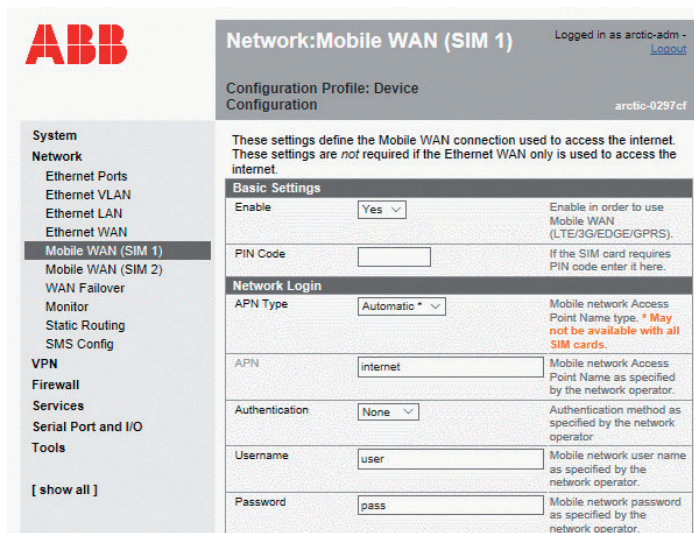 ABB
Network:Mobile WAN (SIM 1)
Logged in as arctic-adm -
Logout
Configuration Profile: Device
Configuration
arctic-0297cf
System
Network
Ethernet Ports
Ethernet VLAN
Ethernet LAN
Ethernet WAN
Mobile WAN (SIM 1)
Mobile WAN (SIM 2)
WAN Failover
Monitor
Static Routing
SMS Config
VPN
Firewall
Services
Serial Port and I/O
Tools
[ show all ]
These settings define the Mobile WAN connection used to access the internet.
These settings are not required if the Ethernet WAN only is used to access the
internet.
Basic Settings
Enable
Yes
Enable in order to use
Mobile WAN
(LTE/3G/EDGE/GPRS).
PIN Code
If the SIM card requires
PIN code enter it here.
Network Login
APN Type
Automatic *
Mobile network Access
Point Name type. * May
not be available with all
SIM cards.
APN
internet
Mobile network Access
Point Name as specified
by the network operator.
Authentication
None
Authentication method as
specified by the network
operator
Username
user
Mobile network user name
as specified by the
network operator.
Password
pass
Mobile network password
as specified by the
network operator.